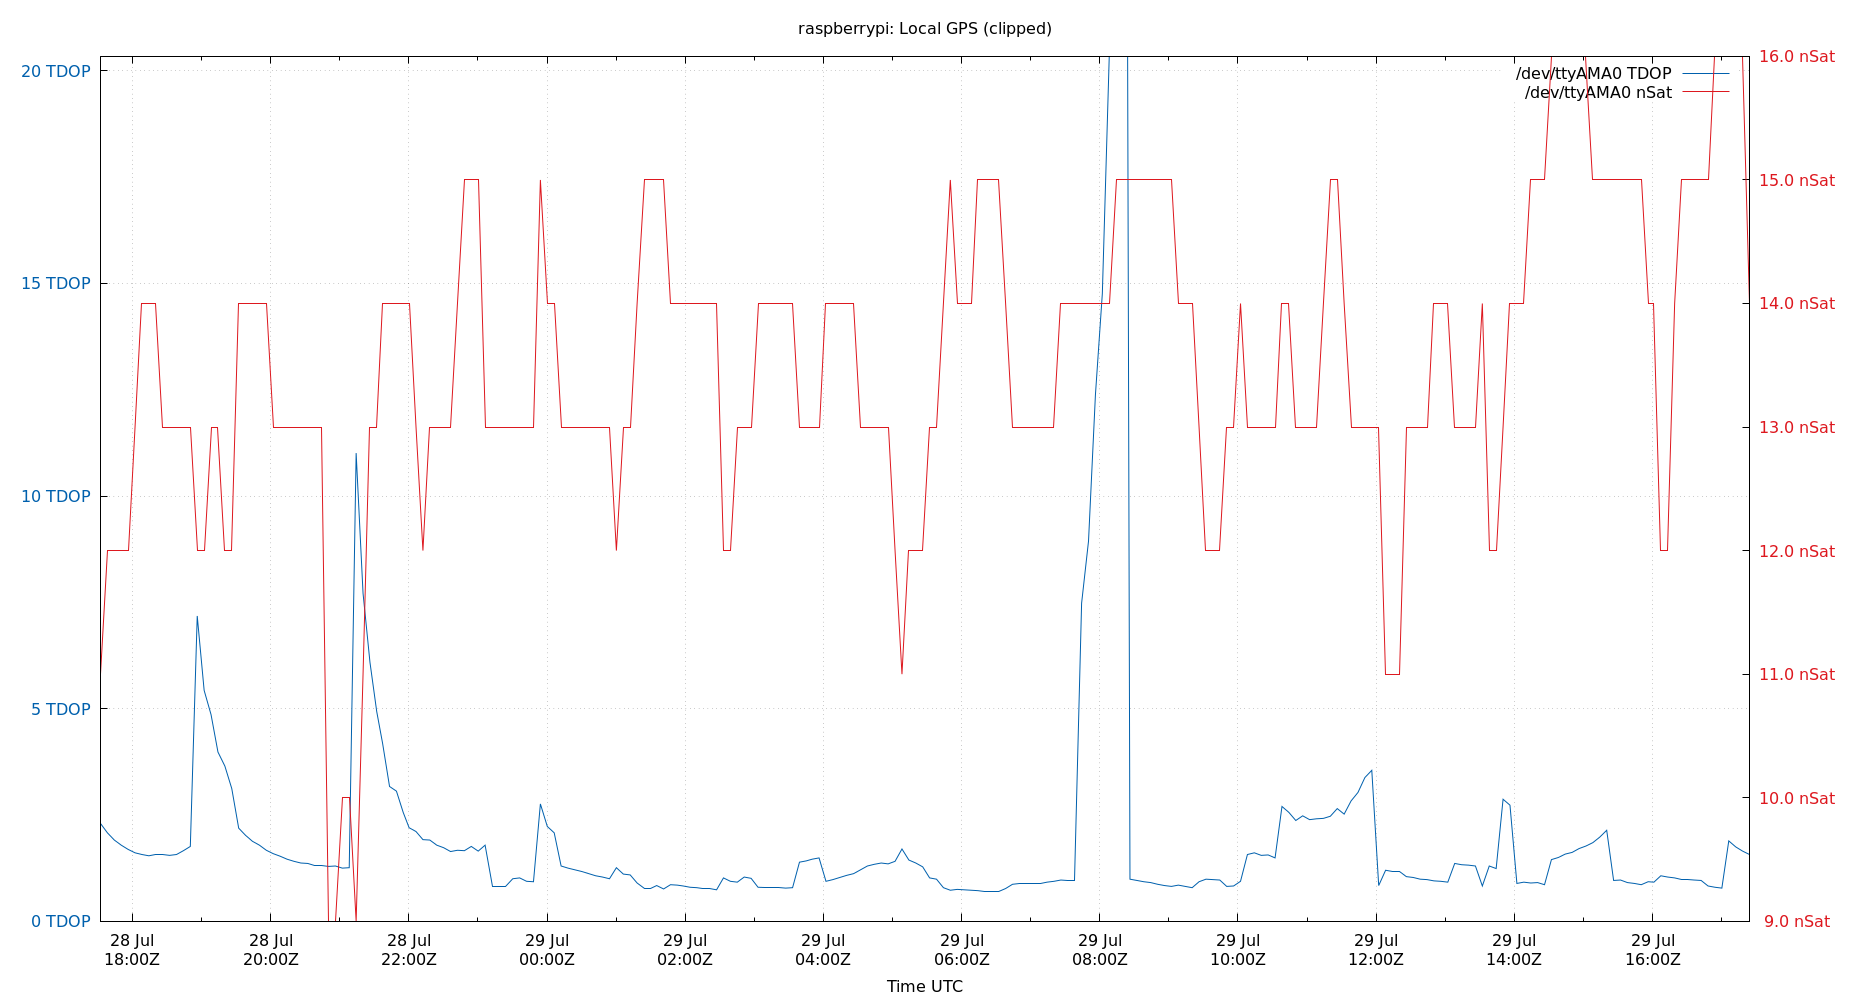 raspberrypi: Local GPS (clipped)
20 TDOP
15 TDOP
10 TDOP
5 TDOP
0 TDOP
16.0 nSat
15.0 nSat
14.0 nSat
13.0 nSat
12.0 nSat
11.0 nSat
10.0 nSat
9.0 nSat
/dev/ttyAMA0 TDOP
/dev/ttyAMA0 nSat
28 Jul
18:00Z
28 Jul
20:00Z
28 Jul
22:00Z
29 Jul
00:00Z
29 Jul
02:00Z
29 Jul
04:00Z
29 Jul
06:00Z
29 Jul
08:00Z
29 Jul
10:00Z
29 Jul
12:00Z
29 Jul
14:00Z
29 Jul
16:00Z
Time UTC